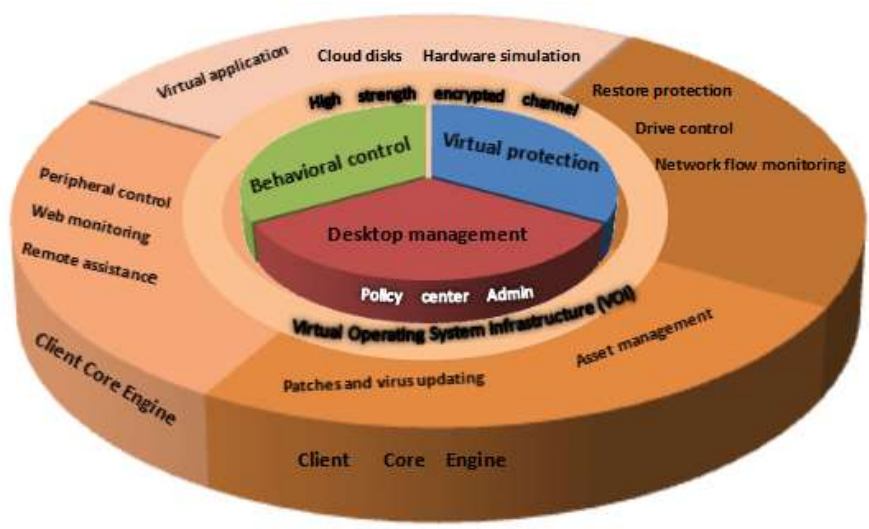 Virtual application
Cloud disks
Hardware simulation
High strength encrypted channel
Restore protection
Drive control
Network flow monitoring
Behavioral control
Virtual protection
Peripheral control
Web monitoring
Remote assistance
Desktop management
Policy center Admin
Virtual Operating System infrastructure (VOI)
Asset management
Patches and virus updating
Client Core Engine
Client Core Engine